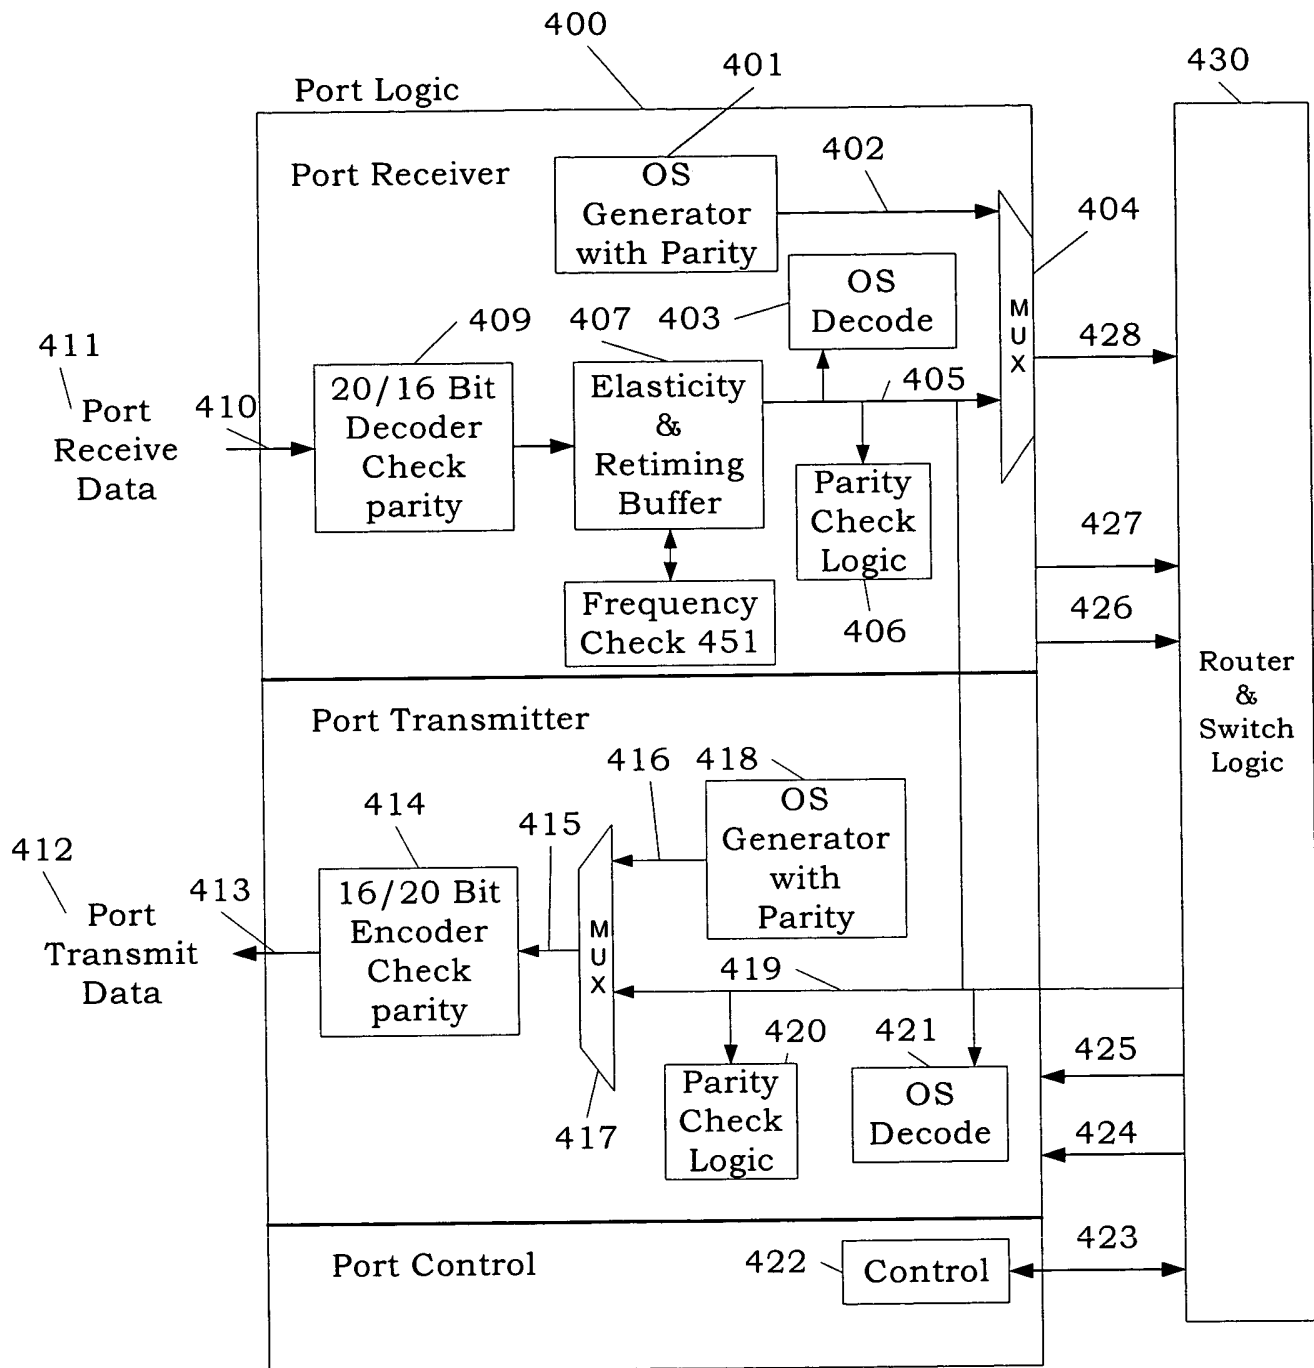 400
430
401
Port Logic
402
Port Receiver
OS
Generator
with Parity
404
OS
Decode
409
407
403
MUX
428
411
Port
Receive
Data
410
20/16 Bit
Decoder
Check
parity
Elasticity
&
Retiming
Buffer
405
Parity
Check
Logic
427
Frequency
Check 451
406
426
Router
&
Switch
Logic
Port Transmitter
416
418
OS
Generator
with
Parity
414
415
412
Port
Transmit
Data
413
16/20 Bit
Encoder
Check
parity
MUX
419
420
421
425
Parity
Check
Logic
OS
Decode
417
424
Port Control
422
Control
423